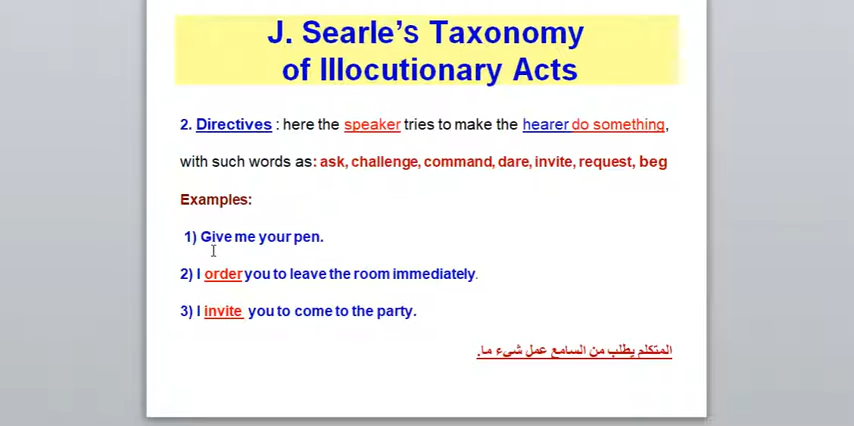 J. Searle's Taxonomy
of Illocutionary Acts
2. Directives : here the speaker tries to make the hearer do something,
with such words as: ask, challenge, command, dare, invite, request, beg
Examples:
1) Give me your pen.
2) I order you to leave the room immediately.
3) I invite you to come to the party.
المتكلم يطلب من السامع عمل شيء ما.